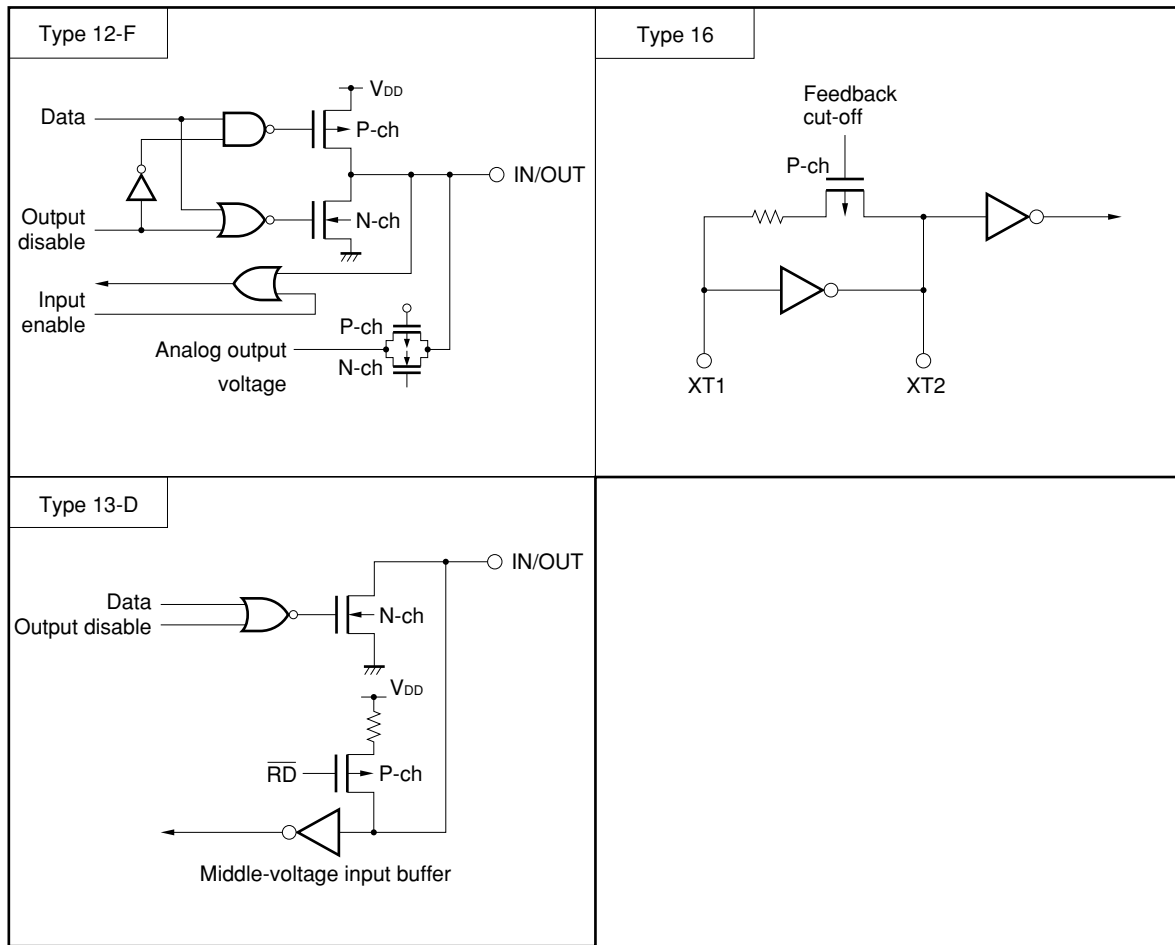 Type 12-F
VDD
Data
P-ch
IN/OUT
Output
disable
N-ch
Input
enable
P-ch
Analog output
voltage
N-ch
Type 16
Feedback
cut-off
P-ch
XT1
XT2
Type 13-D
IN/OUT
Data
Output disable
N-ch
VDD
R̅D̅
P-ch
Middle-voltage input buffer